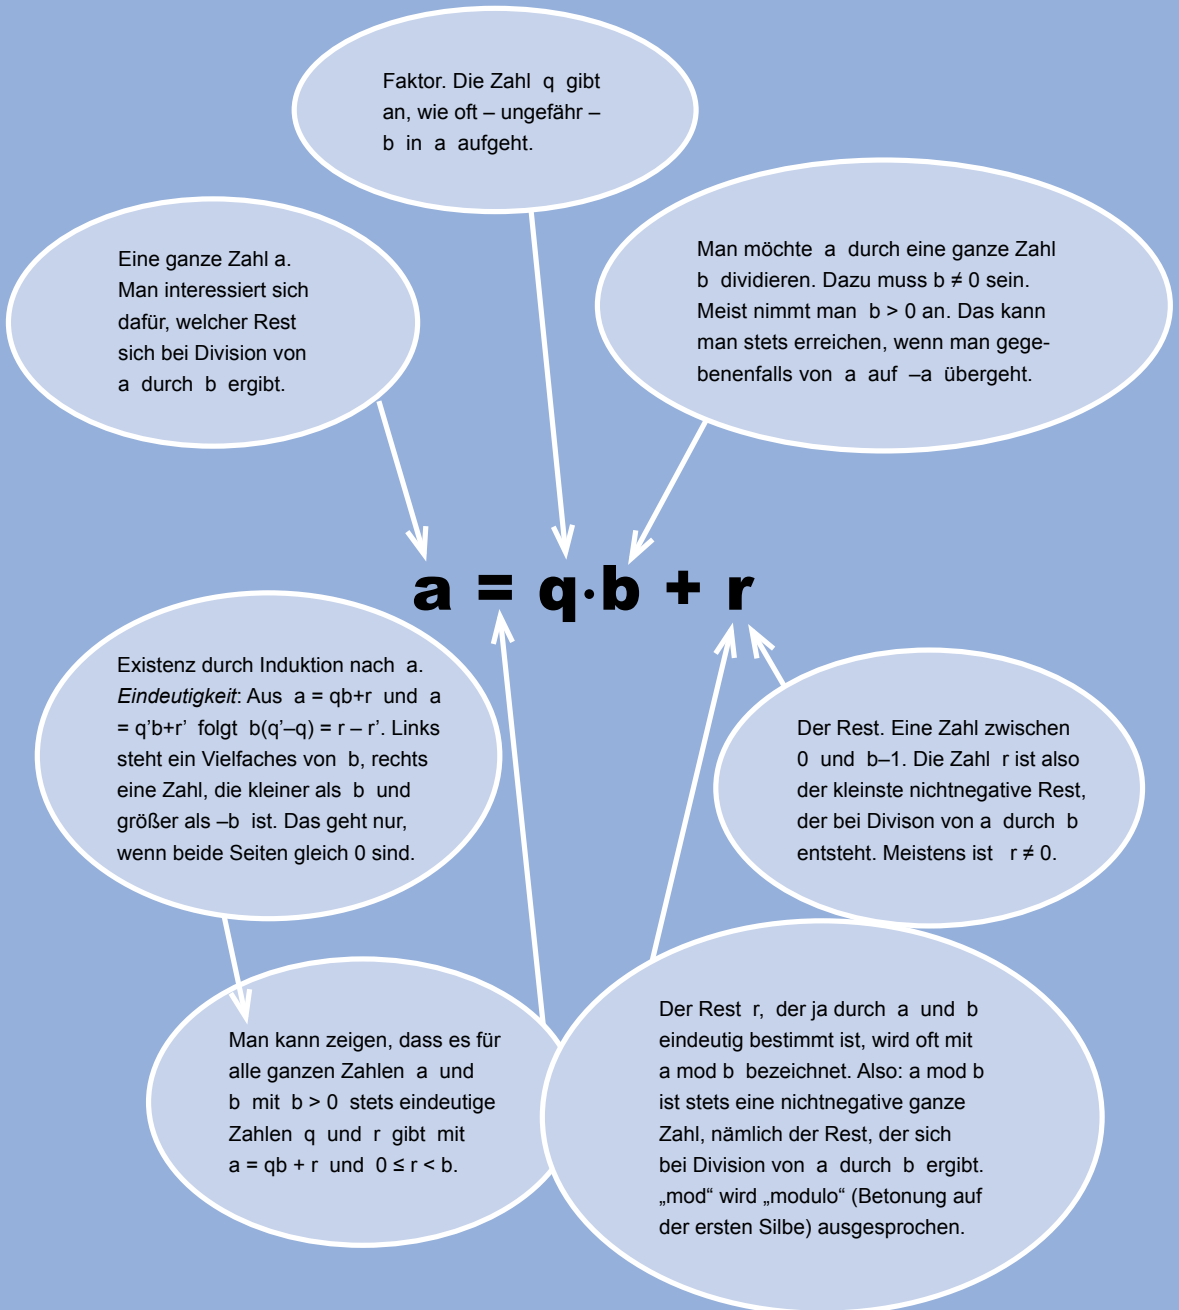 Faktor. Die Zahl q gibt
an, wie oft – ungefähr –
b in a aufgeht.
Eine ganze Zahl a.
Man interessiert sich
dafür, welcher Rest
sich bei Division von
a durch b ergibt.
Man möchte a durch eine ganze Zahl
b dividieren. Dazu muss b ≠ 0 sein.
Meist nimmt man b > 0 an. Das kann
man stets erreichen, wenn man gege-
benenfalls von a auf –a übergeht.
a = q·b + r
Existenz durch Induktion nach a.
Eindeutigkeit: Aus a = qb+r und a
= q’b+r’ folgt b(q’–q) = r – r’. Links
steht ein Vielfaches von b, rechts
eine Zahl, die kleiner als b und
größer als –b ist. Das geht nur,
wenn beide Seiten gleich 0 sind.
Der Rest. Eine Zahl zwischen
0 und b–1. Die Zahl r ist also
der kleinste nichtnegative Rest,
der bei Divison von a durch b
entsteht. Meistens ist r ≠ 0.
Man kann zeigen, dass es für
alle ganzen Zahlen a und
b mit b > 0 stets eindeutige
Zahlen q und r gibt mit
a = qb + r und 0 ≤ r < b.
Der Rest r, der ja durch a und b
eindeutig bestimmt ist, wird oft mit
a mod b bezeichnet. Also: a mod b
ist stets eine nichtnegative ganze
Zahl, nämlich der Rest, der sich
bei Division von a durch b ergibt.
„mod“ wird „modulo“ (Betonung auf
der ersten Silbe) ausgesprochen.